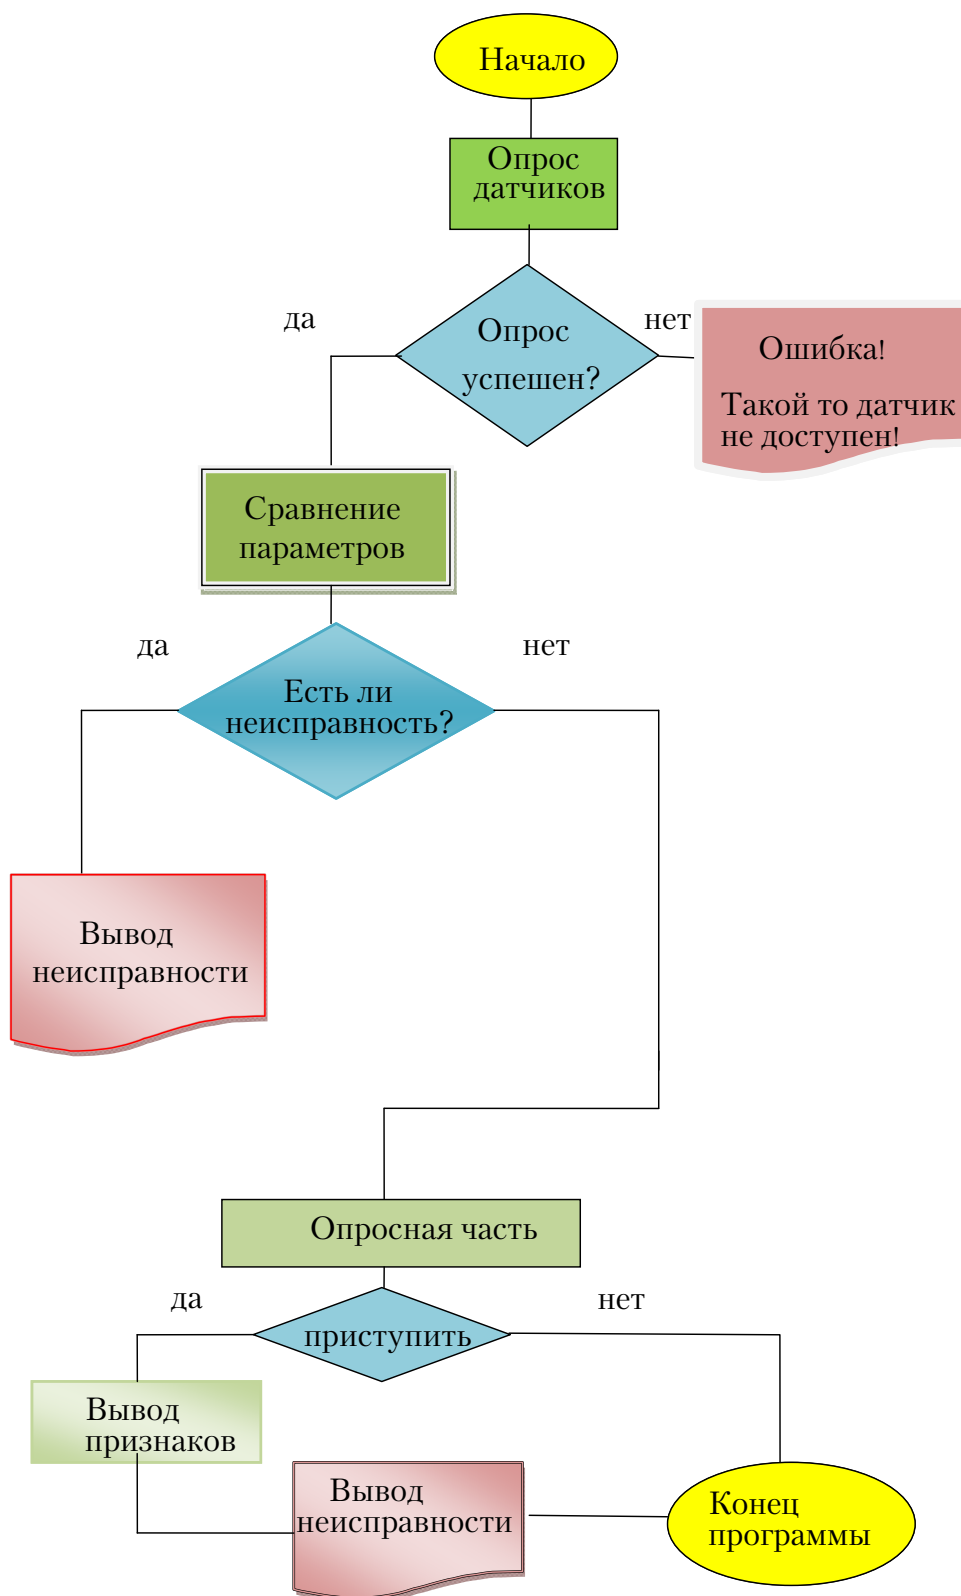 Начало
Опрос
датчиков
да
нет
Опрос
успешен?
Ошибка!
Такой то датчик
не доступен!
Сравнение
параметров
да
нет
Есть ли
неисправность?
Вывод
неисправности
Опросная часть
да
нет
приступить
Вывод
признаков
Вывод
неисправности
Конец
программы